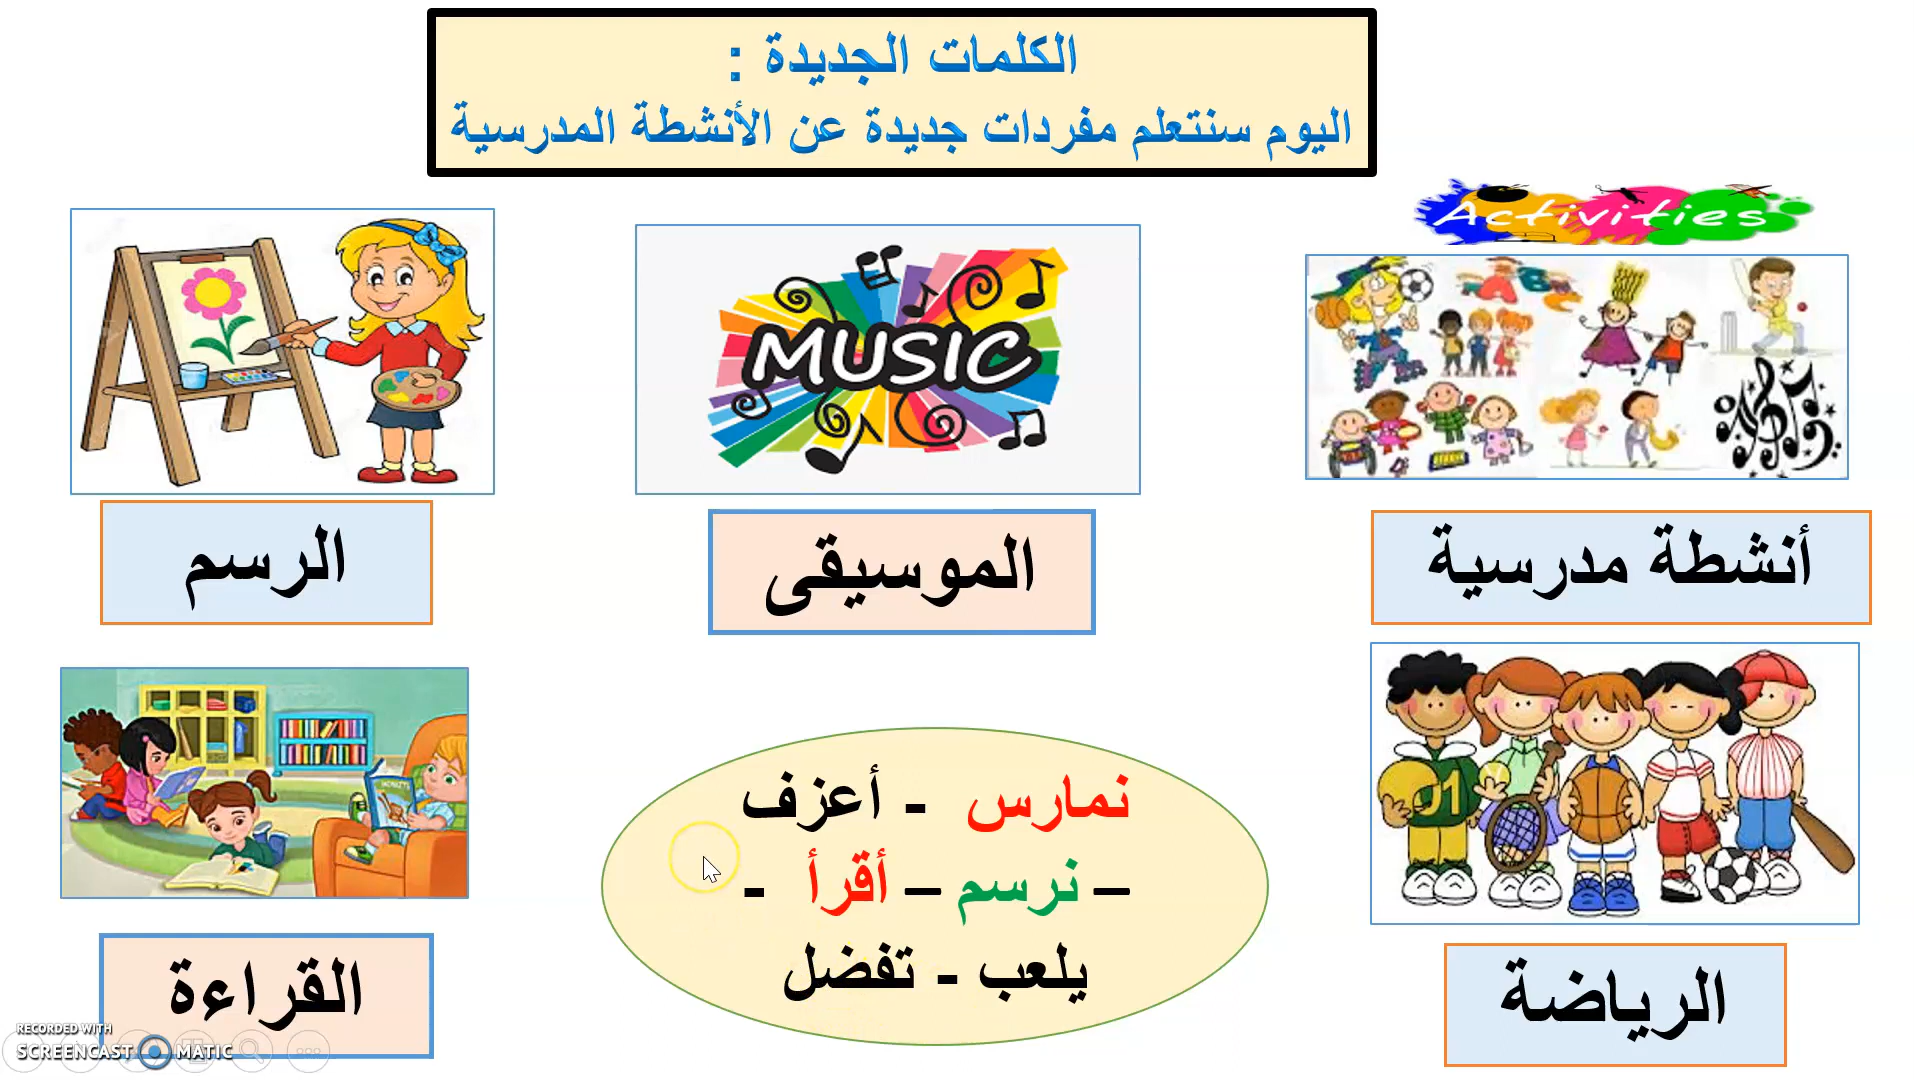 الكلمات الجديدة :
اليوم سنتعلم مفردات جديدة عن الأنشطة المدرسية
Activities
MUSIC
أنشطة مدرسية
الموسيقى
الرسم
نمارس - أعزف
– نرسم – أقرأ -
يلعب - تفضل
الرياضة
القراءة
RECORDED WITH
SCREENCAST MATIC